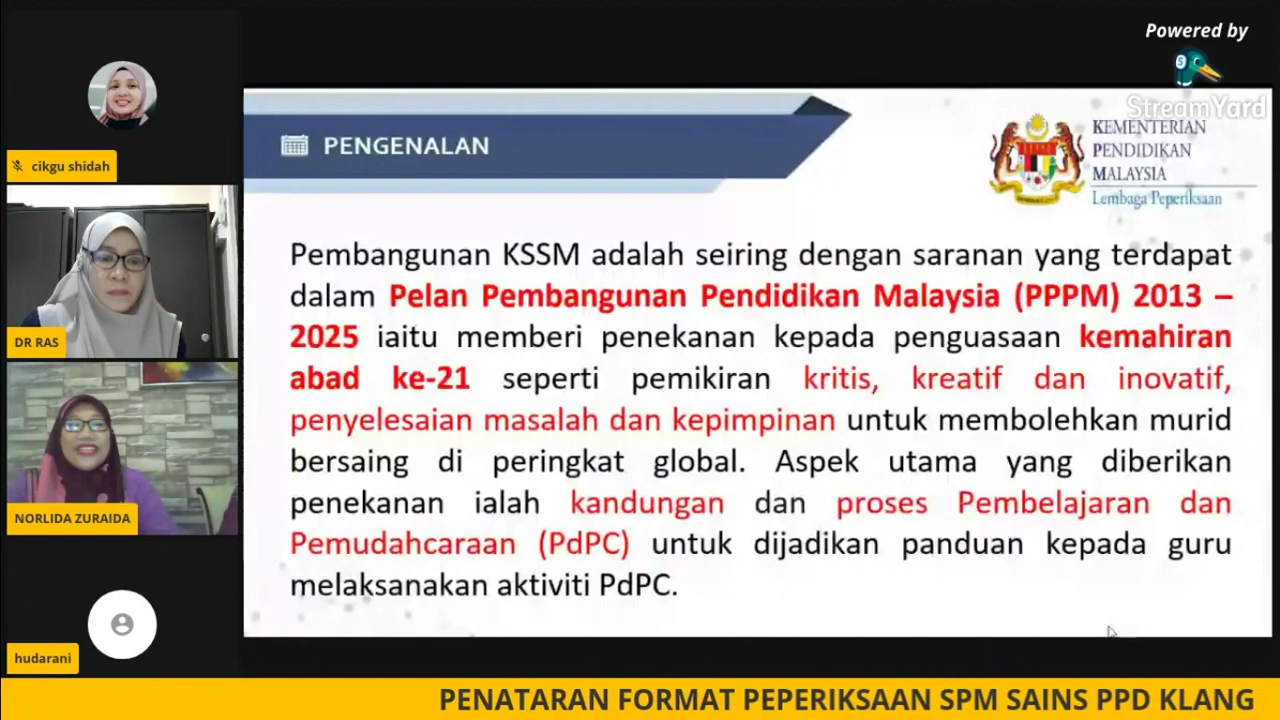 Powered by
StreamYard
cikgu shidah
DR RAS
NORLIDA ZURAIDA
hudarani
PENGENALAN
KEMENTERIAN
PENDIDIKAN
MALAYSIA
Lembaga Peperiksaan
Pembangunan KSSM adalah seiring dengan saranan yang terdapat
dalam Pelan Pembangunan Pendidikan Malaysia (PPPM) 2013 –
2025 iaitu memberi penekanan kepada penguasaan kemahiran
abad ke-21 seperti pemikiran kritis, kreatif dan inovatif,
penyelesaian masalah dan kepimpinan untuk membolehkan murid
bersaing di peringkat global. Aspek utama yang diberikan
penekanan ialah kandungan dan proses Pembelajaran dan
Pemudahcaraan (PdPC) untuk dijadikan panduan kepada guru
melaksanakan aktiviti PdPC.
PENATARAN FORMAT PEPERIKSAAN SPM SAINS PPD KLANG